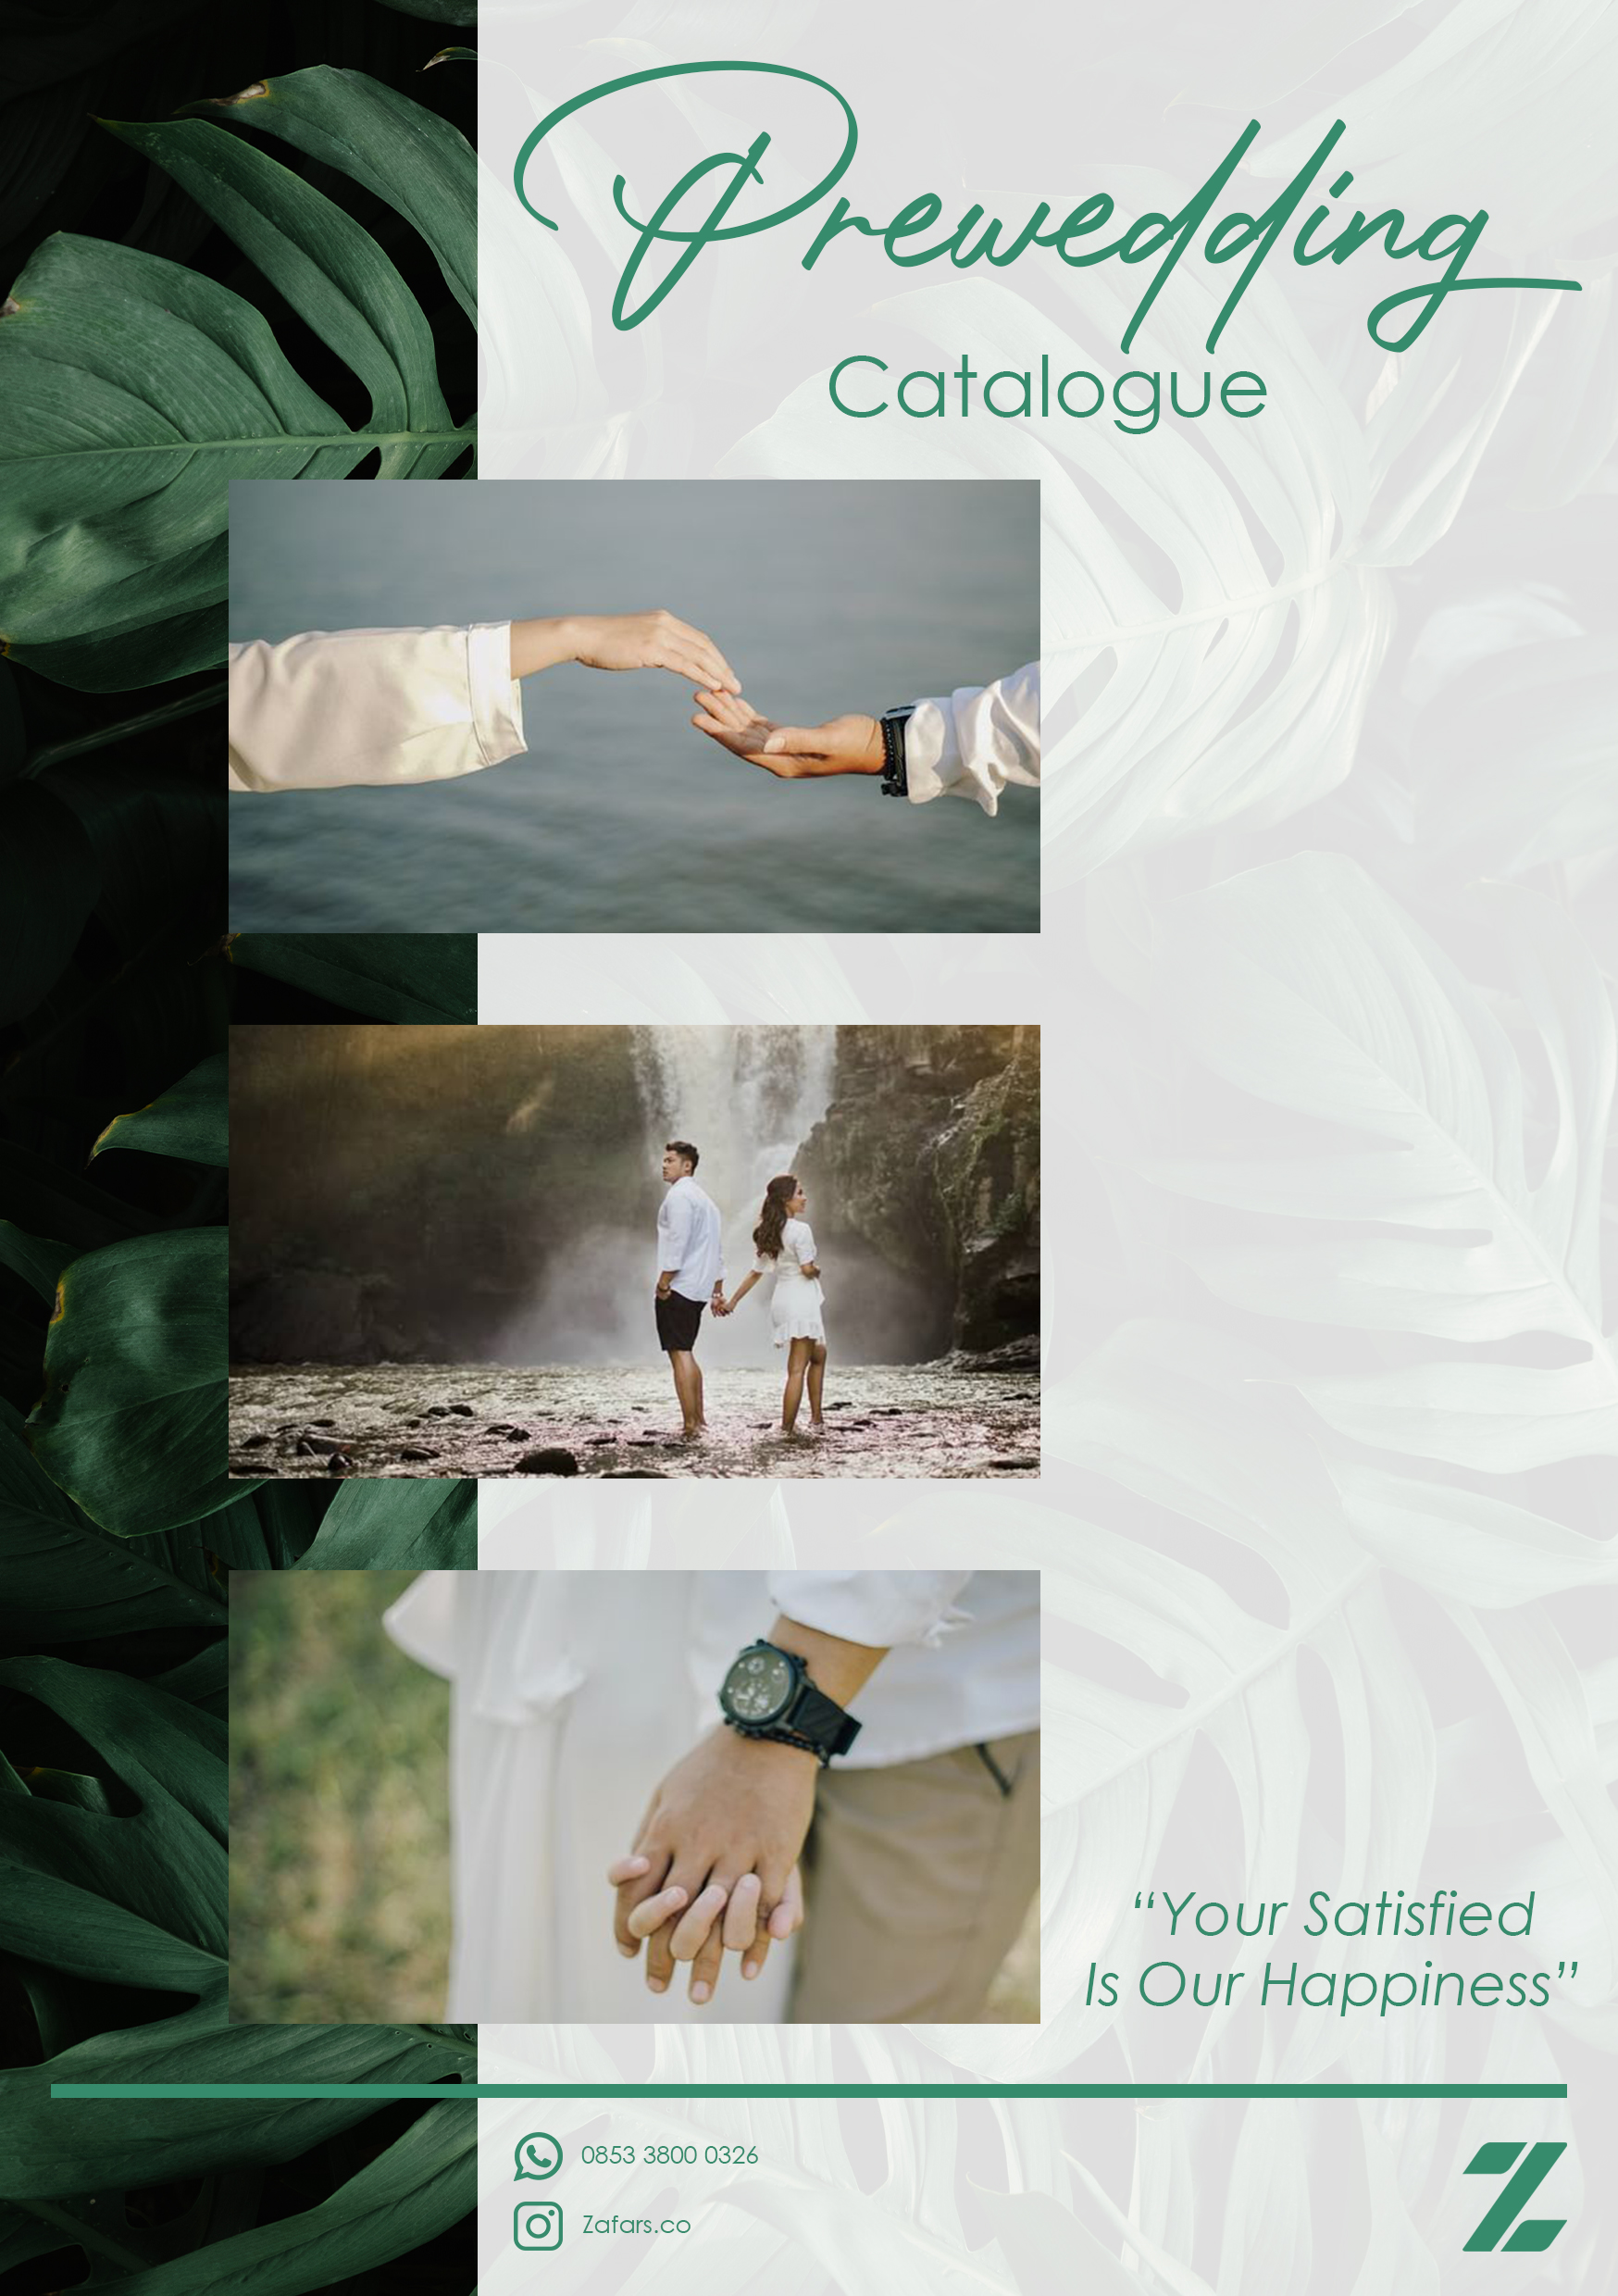 Prewedding
Catalogue
“Your Satisfied
Is Our Happiness”
0853 3800 0326
Zafars.co
Z